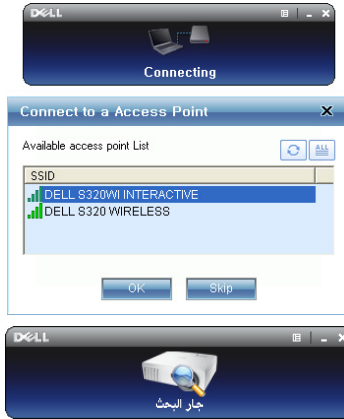 DELL
Connecting
Connect to a Access Point
Available access point List
ALL
SSID
DELL S320WI INTERACTIVE
DELL S320 WIRELESS
OK
Skip
DELL
جار البحث